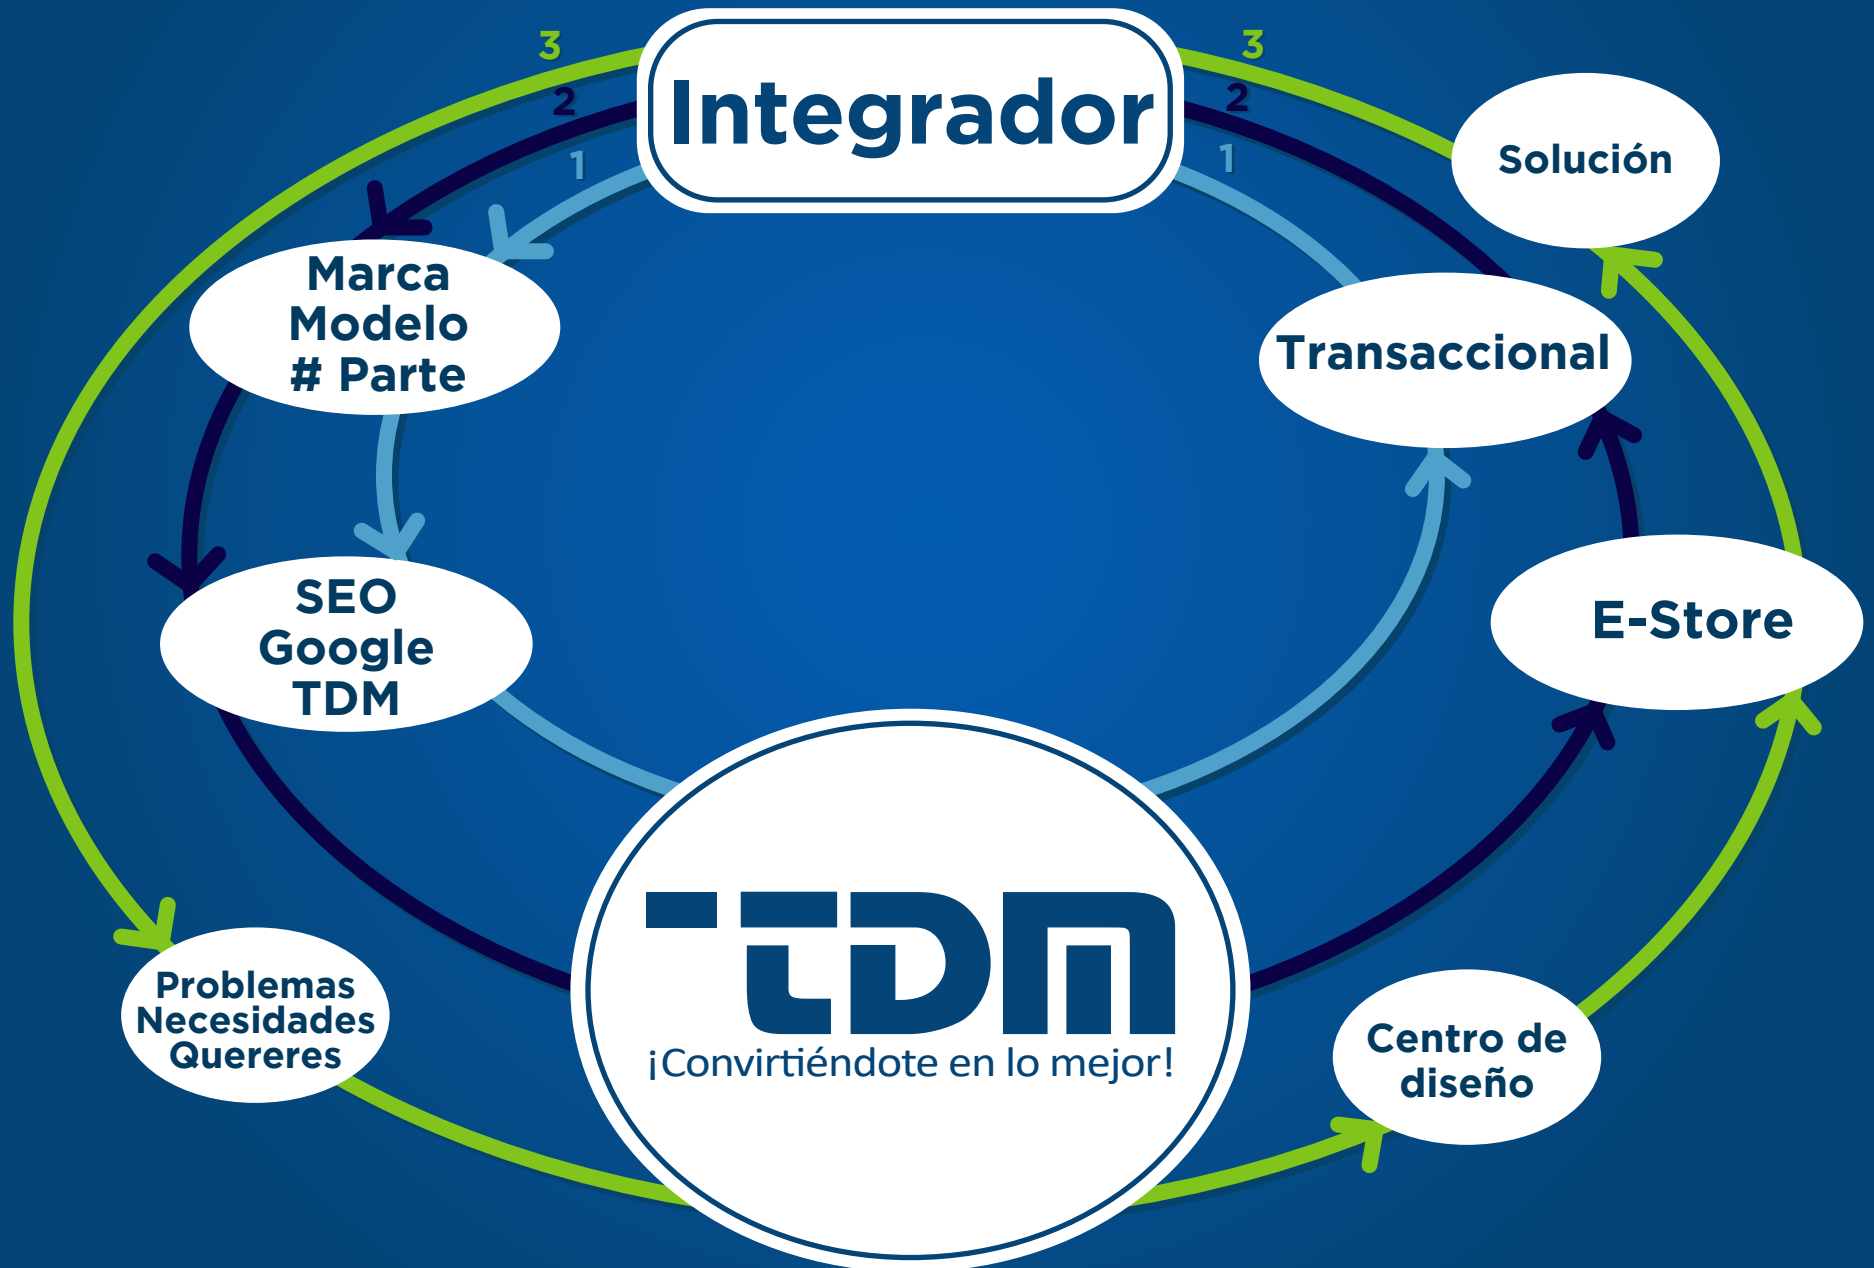 3
3
Integrador
2
2
1
1
Solución
Marca
Modelo
# Parte
Transaccional
SEO
Google
TDM
E-Store
TDM
¡Convirtiéndote en lo mejor!
Problemas
Necesidades
Quereres
Centro de
diseño